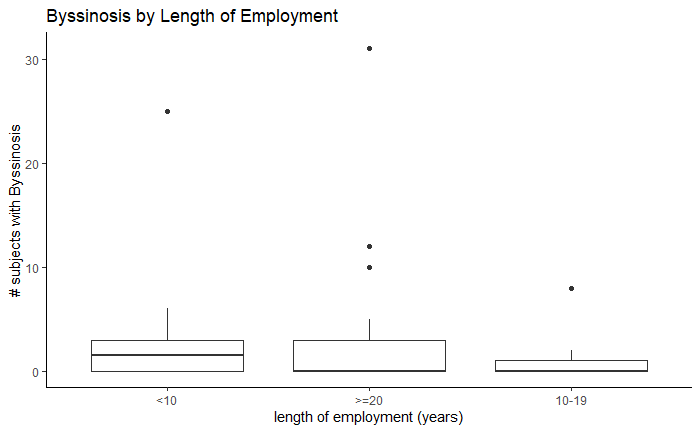 Byssinosis by Length of Employment
# subjects with Byssinosis
30
20
10
0
<10
>=20
10-19
length of employment (years)